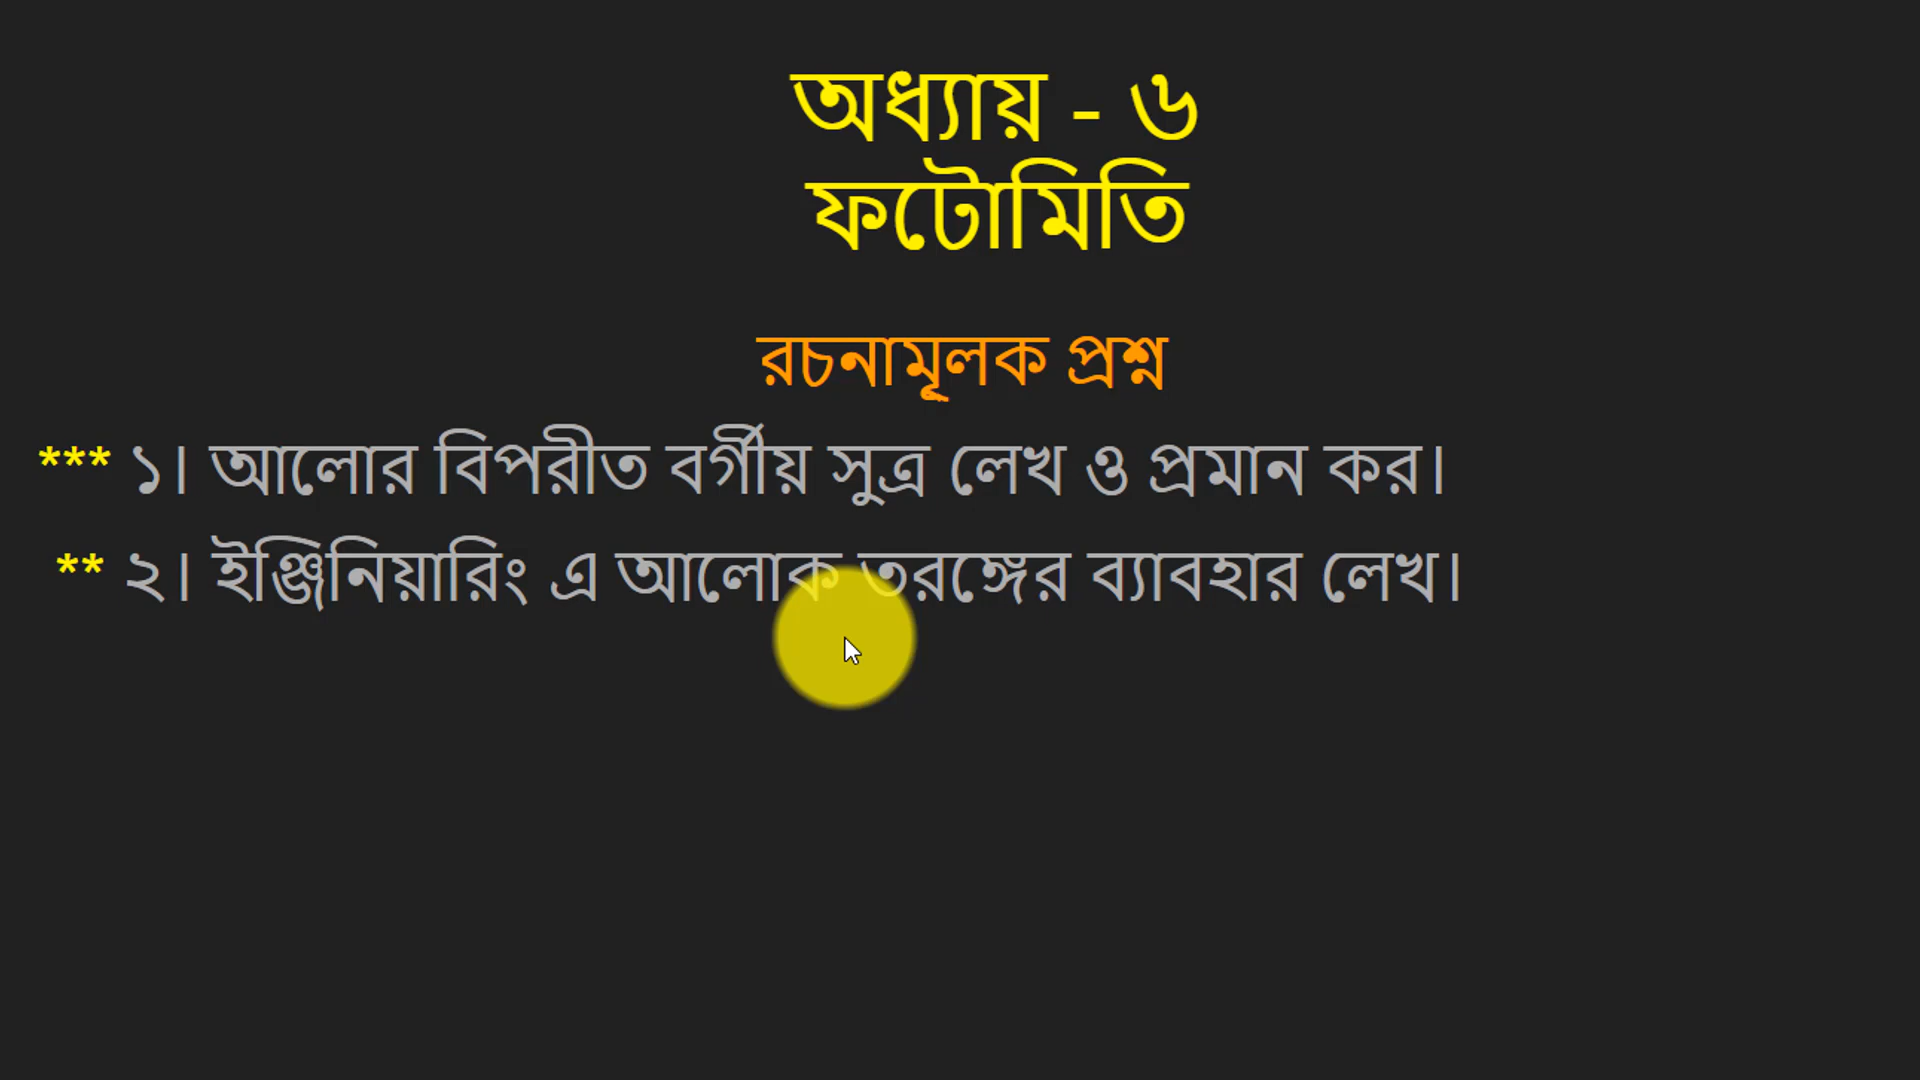 অধ্যায় - ৬
ফটোমিতি
রচনামূলক প্রশ্ন
*** ১। আলোর বিপরীত বর্গীয় সুত্র লেখ ও প্রমান কর।
** ২। ইঞ্জিনিয়ারিং এ আলোক তরঙ্গের ব্যাবহার লেখ।